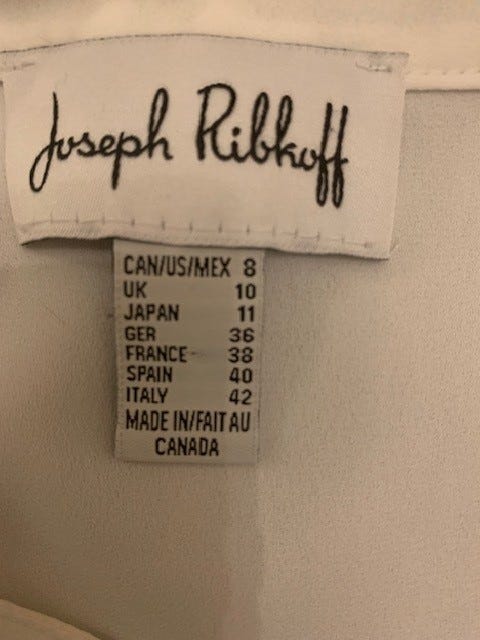 Joseph Ribkoff
CAN/US/MEX 8
UK 10
JAPAN 11
GER 36
FRANCE 38
SPAIN 40
ITALY 42
MADE IN/FAIT AU
CANADA